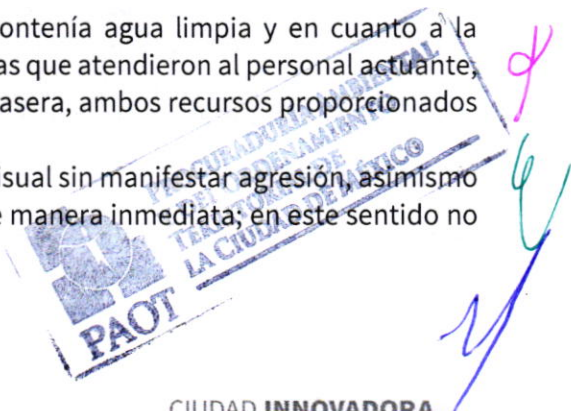 ontenía agua limpia y en cuanto a la
as que atendieron al personal actuante,
asera, ambos recursos proporcionados
isual sin manifestar agresión, asimismo
e manera inmediata; en este sentido no
PROCURADURÍA AMBIENTAL
Y DEL ORDENAMIENTO
TERRITORIAL DE
LA CIUDAD DE MÉXICO
PAOT
CIUDAD INNOVADORA